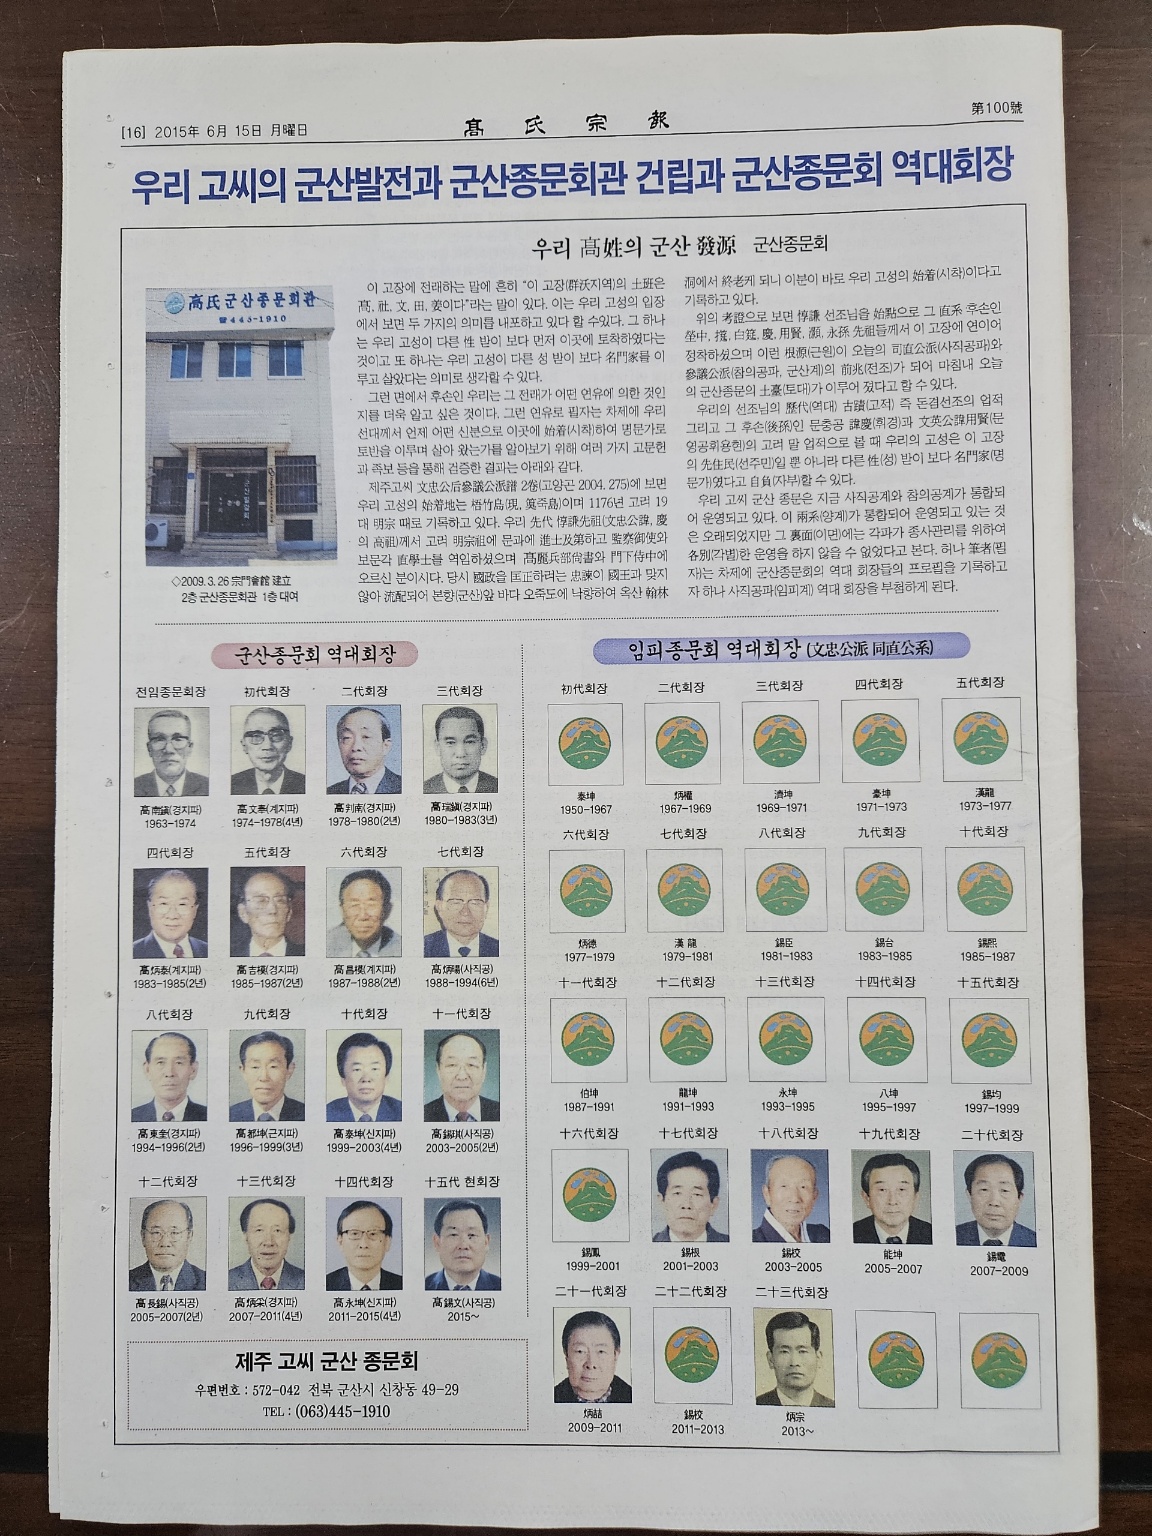 [16] 2015年 6月 15日 月曜日
髙氏宗報
第100號
우리 고씨의 군산발전과 군산종문회관 건립과 군산종문회 역대회장
우리 髙姓의 군산 發源 군산종문회
髙氏군산종문회관
☎445-1910
◇2009. 3. 26 宗門會館 建立
2층 군산종문회관 1층 대여
이 고장에 전래하는 말에 흔히 "이 고장(群沃지역)의 土班은
髙, 社, 文, 田, 姜이다"라는 말이 있다. 이는 우리 고성의 입장
에서 보면 두 가지의 의미를 내포하고 있다 할 수있다. 그 하나
는 우리 고성이 다른 性 받이 보다 먼저 이곳에 토착하였다는
것이고 또 하나는 우리 고성이 다른 성 받이 보다 名門家를 이
루고 살았다는 의미로 생각할 수 있다.
그런 면에서 후손인 우리는 그 전래가 어떤 연유에 의한 것인
지를 더욱 알고 싶은 것이다. 그런 연유로 필자는 차제에 우리
선대께서 언제 어떤 신분으로 이곳에 始着(시착)하여 명문가로
토반을 이루며 살아 왔는가를 알아보기 위해 여러 가지 고문헌
과 족보 등을 통해 검증한 결과는 아래와 같다.
제주고씨 文忠公后參議公派譜 2卷(고양곤 2004. 275)에 보면
우리 고성의 始着地는 梧竹島(現, 筽竹島)이며 1176년 고려 19
대 明宗 때로 기록하고 있다. 우리 先代 惇謙先祖(文忠公諱, 慶
의 高祖)께서 고려 明宗祖에 문과에 進士及第하고 監察御使와
보문각 直學士를 역임하셨으며 髙麗兵部尙書와 門下侍中에
오르신 분이시다. 당시 國政을 匡正하려는 忠諫이 國王과 맞지
않아 流配되어 본향(군산)앞 바다 오죽도에 낙향하여 옥산 翰林
洞에서 終老케 되니 이분이 바로 우리 고성의 始着(시착)이다고
기록하고 있다.
위의 考證으로 보면 惇謙 선조님을 始點으로 그 直系 후손인
瑩中, 慶, 用賢, 灝, 永孫 先祖들께서 이 고장에 연이어
정착하셨으며 이런 根源(근원)이 오늘의 司直公派(사직공파)와
參議公派(참의공파, 군산계)의 前兆(전조)가 되어 마침내 오늘
의 군산종문의 土臺(토대)가 이루어 졌다고 할 수 있다.
우리의 선조님의 歷代(역대) 古蹟(고적) 즉 돈겸선조의 업적
그리고 그 후손(後孫)인 문충공 諱慶(휘경)과 文英公諱用賢(문
영공휘용현)의 고려 말 업적으로 볼 때 우리의 고성은 이 고장
의 先住民(선주민)일 뿐 아니라 다른 性(성) 받이 보다 名門家(명
문가)였다고 自負(자부)할 수 있다.
우리 고씨 군산 종문은 지금 사직공계와 참의공계가 통합되
어 운영되고 있다. 이 兩系(양계)가 통합되어 운영되고 있는 것
은 오래되었지만 그 裏面(이면)에는 각파가 종사관리를 위하여
各別(각별)한 운영을 하지 않을 수 없었다고 본다. 허나 筆者(필
자)는 차제에 군산종문회의 역대 회장들의 프로필을 기록하고
자 하나 사직공파(임피계) 역대 회장을 부첨하게 된다.
군산종문회 역대회장
전임종문회장 初代회장 二代회장 三代회장
髙南鎭(경지파) 髙文奉(계지파) 髙判南(경지파) 髙瑞鎭(경지파)
1963-1974 1974-1978(4년) 1978-1980(2년) 1980-1983(3년)
四代회장 五代회장 六代회장 七代회장
髙炳泰(계지파) 髙吉稷(경지파) 髙昌稷(계지파) 髙炳陽(사직공)
1983-1985(2년) 1985-1987(2년) 1987-1988(2년) 1988-1994(6년)
八代회장 九代회장 十代회장 十一代회장
髙東奎(경지파) 髙都坤(근지파) 髙泰坤(신지파) 髙錫琪(사직공)
1994-1996(2년) 1996-1999(3년) 1999-2003(4년) 2003-2005(2년)
十二代회장 十三代회장 十四代회장 十五代 現회장
髙長錫(사직공) 髙炳宷(경지파) 髙永坤(신지파) 髙錫文(사직공)
2005-2007(2년) 2007-2011(4년) 2011-2015(4년) 2015~
제주 고씨 군산 종문회
우편번호 : 572-042 전북 군산시 신창동 49-29
TEL : (063)445-1910
임피종문회 역대회장 (文忠公派 同直公系)
初代회장 二代회장 三代회장 四代회장 五代회장
泰坤 炳權 濟坤 臺坤 漢龍
1950-1967 1967-1969 1969-1971 1971-1973 1973-1977
六代회장 七代회장 八代회장 九代회장 十代회장
炳德 漢龍 錫臣 錫台 錫熙
1977-1979 1979-1981 1981-1983 1983-1985 1985-1987
十一代회장 十二代회장 十三代회장 十四代회장 十五代회장
伯坤 龍坤 永坤 八坤 錫均
1987-1991 1991-1993 1993-1995 1995-1997 1997-1999
十六代회장 十七代회장 十八代회장 十九代회장 二十代회장
錫鳳 錫根 錫校 能坤 錫電
1999-2001 2001-2003 2003-2005 2005-2007 2007-2009
二十一代회장 二十二代회장 二十三代회장
炳喆 錫校 炳宗
2009-2011 2011-2013 2013~